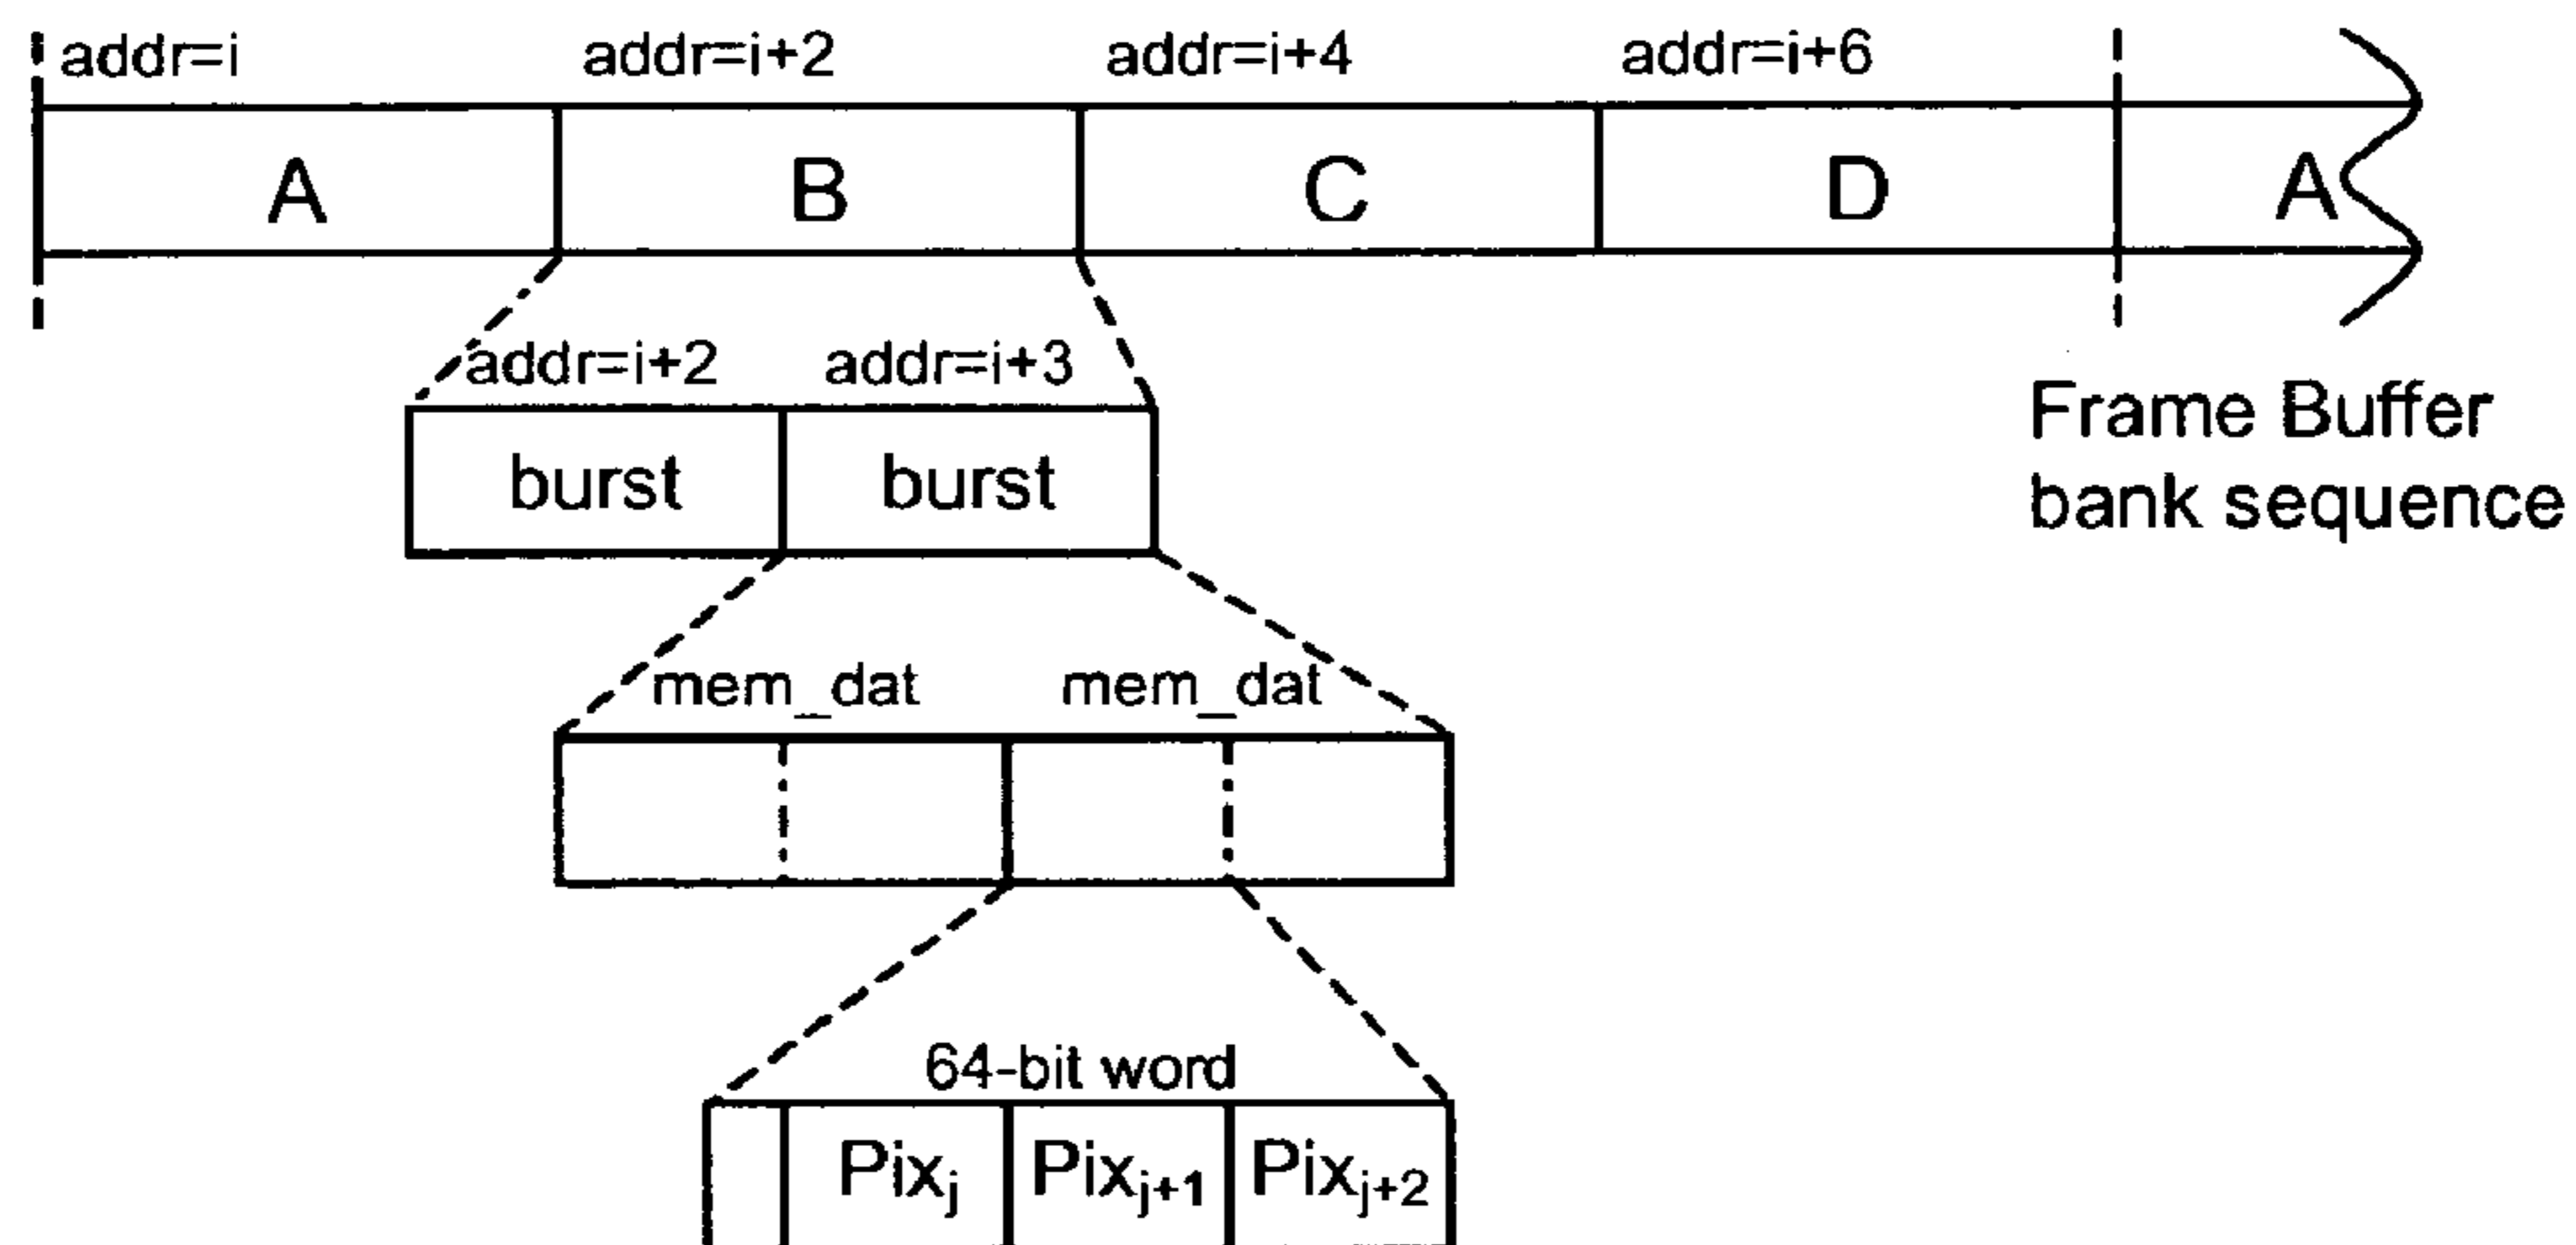 addr=i addr=i+2 addr=i+4 addr=i+6
A B C D A
addr=i+2 addr=i+3
Frame Buffer
bank sequence
burst burst
mem_dat mem_dat
64-bit word
Pixj Pixj+1 Pixj+2